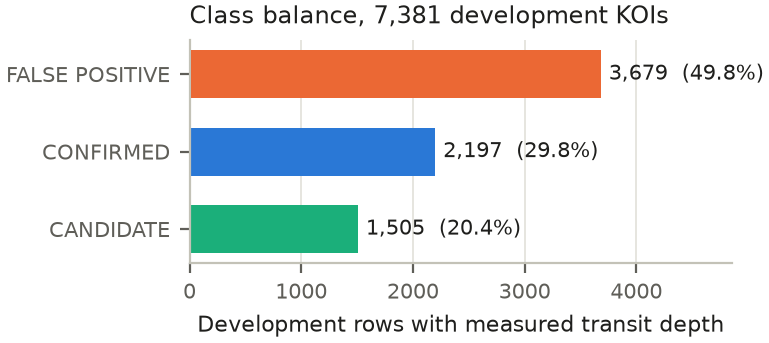 Class balance, 7,381 development KOIs
FALSE POSITIVE 3,679 (49.8%)
CONFIRMED 2,197 (29.8%)
CANDIDATE 1,505 (20.4%)
0 1000 2000 3000 4000
Development rows with measured transit depth